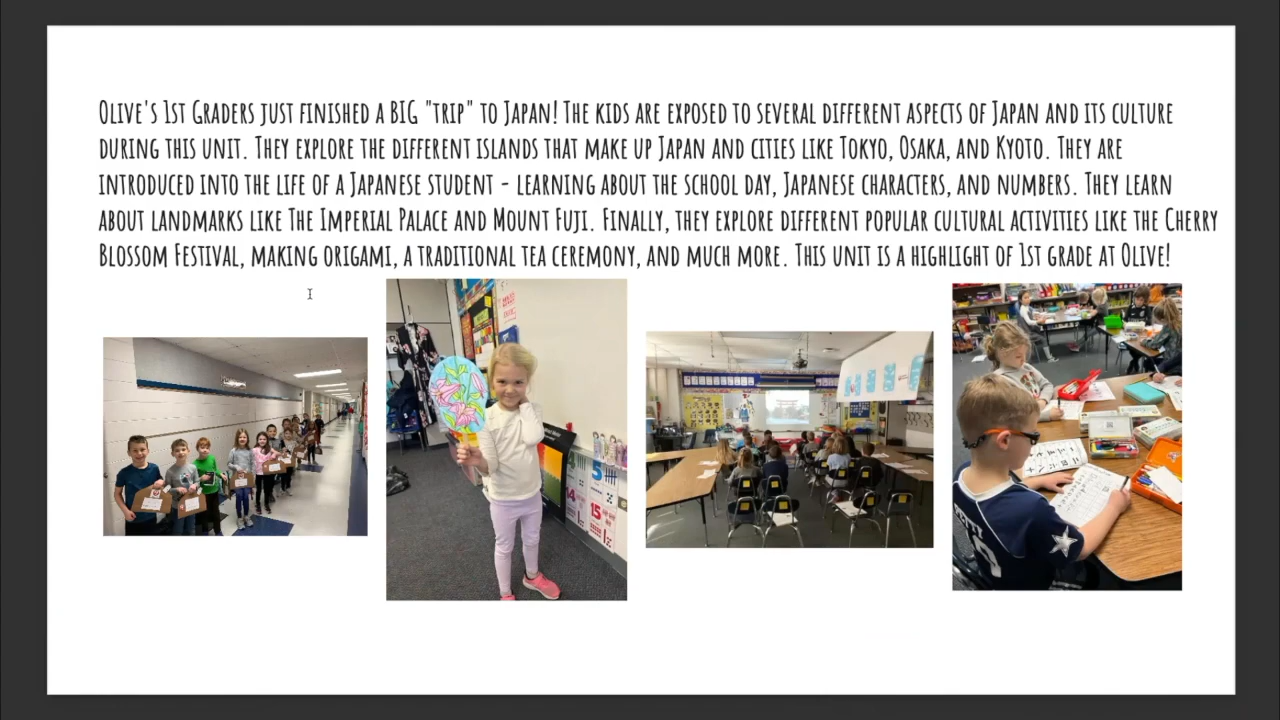 Olive's 1st Graders just finished a BIG "trip" to Japan! The kids are exposed to several different aspects of Japan and its culture
during this unit. They explore the different islands that make up Japan and cities like Tokyo, Osaka, and Kyoto. They are
introduced into the life of a Japanese student - learning about the school day, Japanese characters, and numbers. They learn
about landmarks like The Imperial Palace and Mount Fuji. Finally, they explore different popular cultural activities like the Cherry
Blossom Festival, making origami, a traditional tea ceremony, and much more. This unit is a highlight of 1st grade at Olive!
5
15